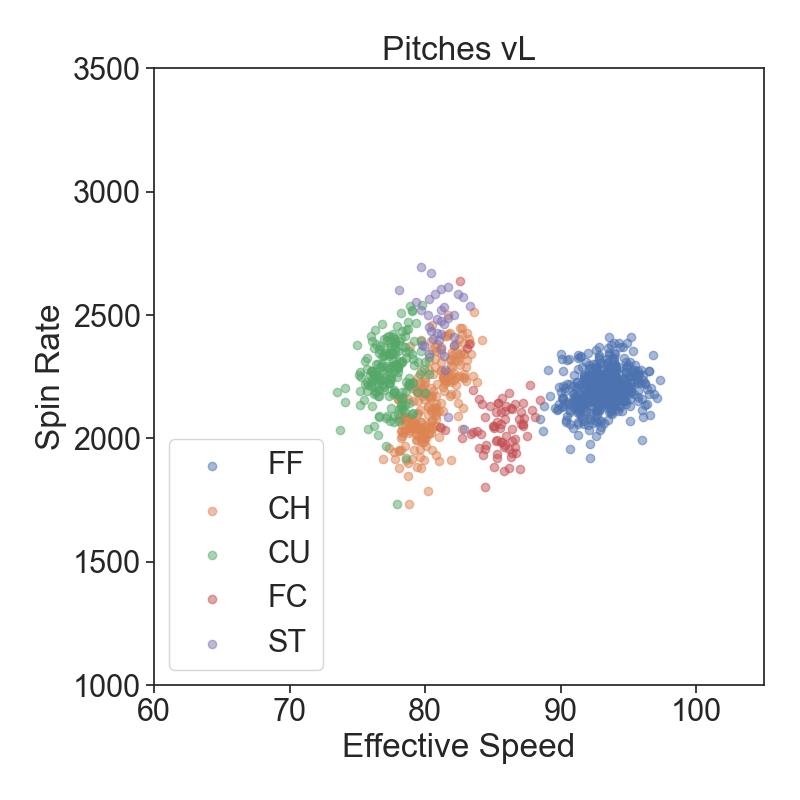 Pitches vL
3500
3000
2500
2000
1500
1000
Spin Rate
FF
CH
CU
FC
ST
60 70 80 90 100
Effective Speed